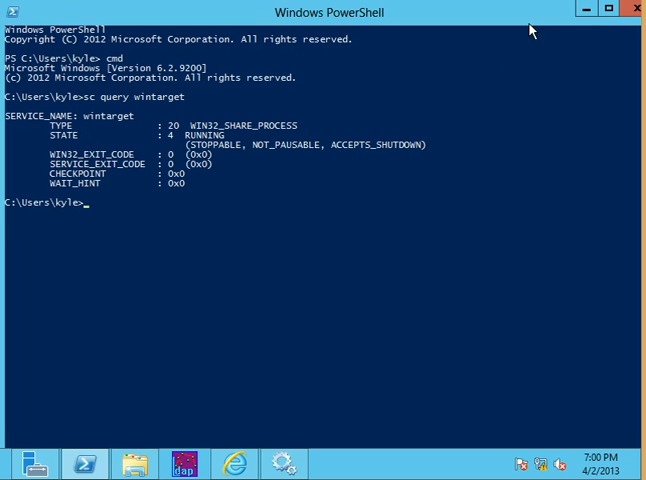 Windows PowerShell
Windows PowerShell
Copyright (C) 2012 Microsoft Corporation. All rights reserved.
PS C:\Users\kyle> cmd
Microsoft Windows [Version 6.2.9200]
(c) 2012 Microsoft Corporation. All rights reserved.
C:\Users\kyle>sc query wintarget
SERVICE_NAME: wintarget
TYPE : 20 WIN32_SHARE_PROCESS
STATE : 4 RUNNING
(STOPPABLE, NOT_PAUSABLE, ACCEPTS_SHUTDOWN)
WIN32_EXIT_CODE : 0 (0x0)
SERVICE_EXIT_CODE : 0 (0x0)
CHECKPOINT : 0x0
WAIT_HINT : 0x0
C:\Users\kyle>_
dap
7:00 PM
4/2/2013